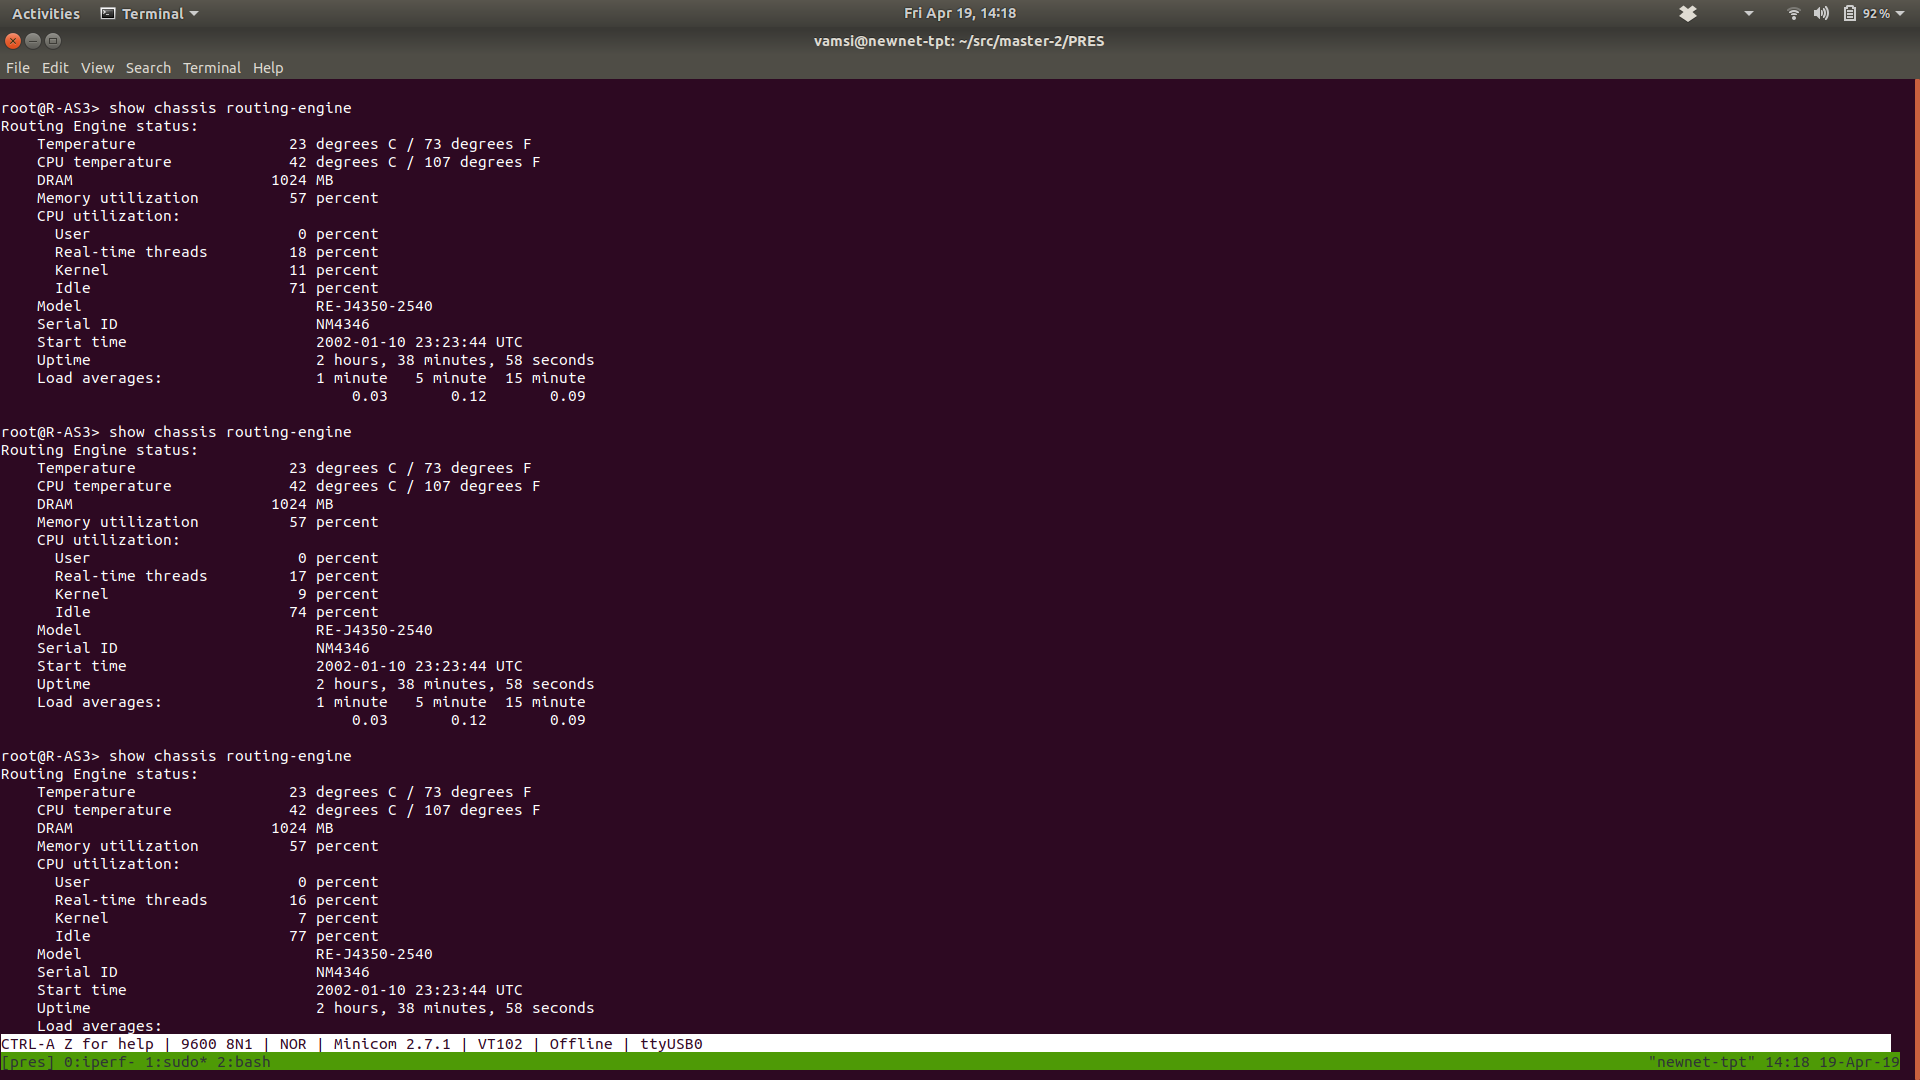 Activities Terminal Fri Apr 19, 14:18 92%
vamsi@newnet-tpt: ~/src/master-2/PRES
File Edit View Search Terminal Help
root@R-AS3> show chassis routing-engine
Routing Engine status:
    Temperature                 23 degrees C / 73 degrees F
    CPU temperature             42 degrees C / 107 degrees F
    DRAM                      1024 MB
    Memory utilization          57 percent
    CPU utilization:
      User                       0 percent
      Real-time threads         18 percent
      Kernel                    11 percent
      Idle                      71 percent
    Model                          RE-J4350-2540
    Serial ID                      NM4346
    Start time                     2002-01-10 23:23:44 UTC
    Uptime                         2 hours, 38 minutes, 58 seconds
    Load averages:                 1 minute   5 minute  15 minute
                                       0.03       0.12       0.09
root@R-AS3> show chassis routing-engine
Routing Engine status:
    Temperature                 23 degrees C / 73 degrees F
    CPU temperature             42 degrees C / 107 degrees F
    DRAM                      1024 MB
    Memory utilization          57 percent
    CPU utilization:
      User                       0 percent
      Real-time threads         17 percent
      Kernel                     9 percent
      Idle                      74 percent
    Model                          RE-J4350-2540
    Serial ID                      NM4346
    Start time                     2002-01-10 23:23:44 UTC
    Uptime                         2 hours, 38 minutes, 58 seconds
    Load averages:                 1 minute   5 minute  15 minute
                                       0.03       0.12       0.09
root@R-AS3> show chassis routing-engine
Routing Engine status:
    Temperature                 23 degrees C / 73 degrees F
    CPU temperature             42 degrees C / 107 degrees F
    DRAM                      1024 MB
    Memory utilization          57 percent
    CPU utilization:
      User                       0 percent
      Real-time threads         16 percent
      Kernel                     7 percent
      Idle                      77 percent
    Model                          RE-J4350-2540
    Serial ID                      NM4346
    Start time                     2002-01-10 23:23:44 UTC
    Uptime                         2 hours, 38 minutes, 58 seconds
    Load averages:
CTRL-A Z for help | 9600 8N1 | NOR | Minicom 2.7.1 | VT102 | Offline | ttyUSB0
[pres] 0:iperf- 1:sudo* 2:bash "newnet-tpt" 14:18 19-Apr-19